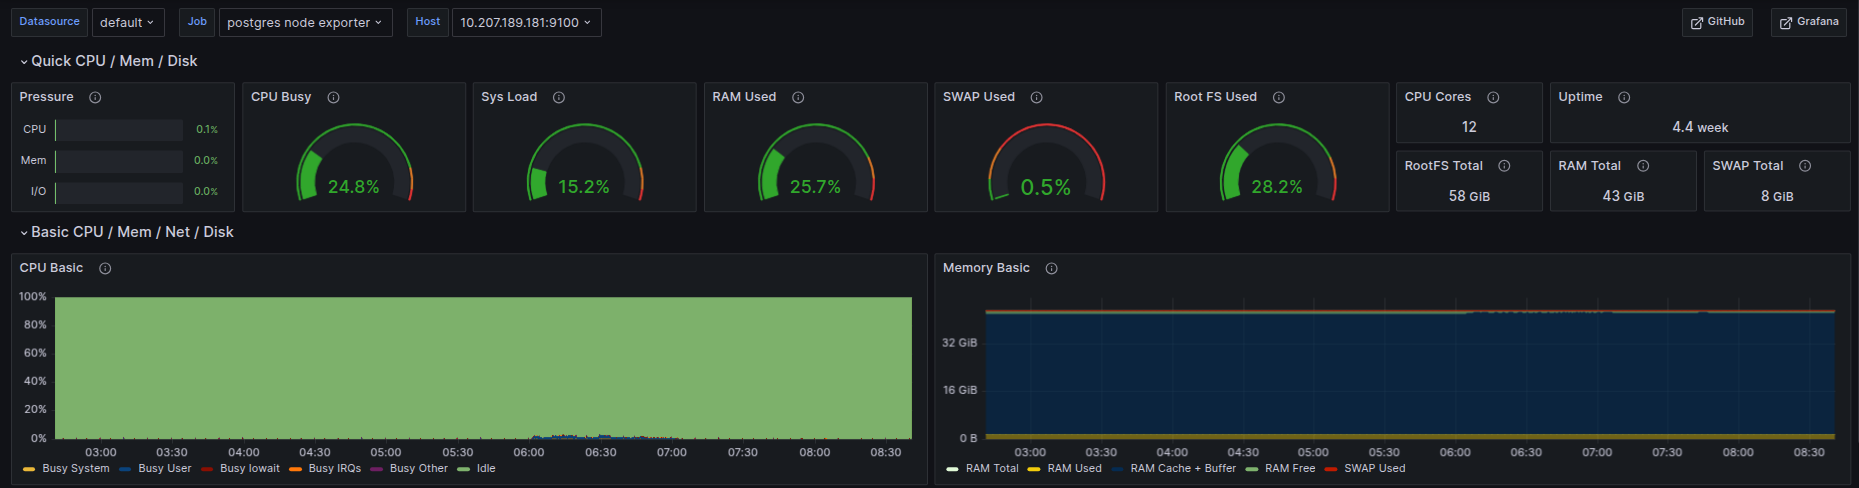 Datasource default Job postgres node exporter Host 10.207.189.181:9100 GitHub Grafana
Quick CPU / Mem / Disk
Pressure CPU Busy Sys Load RAM Used SWAP Used Root FS Used CPU Cores Uptime
CPU 0.1%
Mem 0.0%
I/O 0.0%
24.8% 15.2% 25.7% 0.5% 28.2%
12 4.4 week
RootFS Total RAM Total SWAP Total
58 GiB 43 GiB 8 GiB
Basic CPU / Mem / Net / Disk
CPU Basic
100%
80%
60%
40%
20%
0%
03:00 03:30 04:00 04:30 05:00 05:30 06:00 06:30 07:00 07:30 08:00 08:30
Busy System Busy User Busy Iowait Busy IRQs Busy Other Idle
Memory Basic
32 GiB
16 GiB
0 B
03:00 03:30 04:00 04:30 05:00 05:30 06:00 06:30 07:00 07:30 08:00 08:30
RAM Total RAM Used RAM Cache + Buffer RAM Free SWAP Used